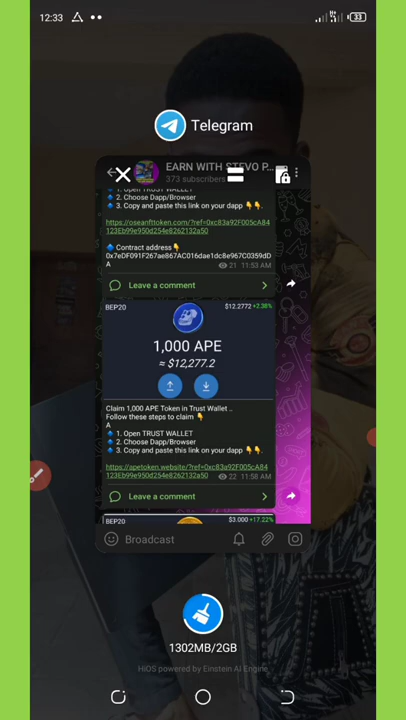 12:33
33
Telegram
EARN WITH STEVO P...
373 subscribers
1. Open TRUST WALLET
2. Choose Dapp/Browser
3. Copy and paste this link on your dapp 👇👇.
https://oseanfttoken.com/?ref=0xc83a92F005cA84
123Eb99e950d254e8262132a50
Contract address👇
0x7eDF091F267ae867AC016dae1dc8e967C0359dD
A
21 11:53 AM
Leave a comment
BEP20
$12.2772 +2.38%
1,000 APE
≈ $12,277.2
Claim 1,000 APE Token in Trust Wallet ..
Follow these steps to claim 👇
A
1. Open TRUST WALLET
2. Choose Dapp/Browser
3. Copy and paste this link on your dapp 👇👇.
https://apetoken.website/?ref=0xc83a92F005cA84
123Eb99e950d254e8262132a50
22 11:58 AM
Leave a comment
BEP20
$3.000 +17.22%
Broadcast
1302MB/2GB
HiOS powered by Einstein AI Engine